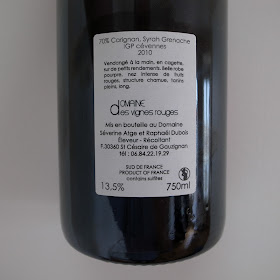 70% Carignan, Syrah Grenache
IGP cévennes
2010
Vendangé à la main, en cagette,
sur de petits rendements. Belle robe
pourpre, nez intense de fruits
rouges, structure charnue, tanins
pleins, long.
DOMAINE
des vignes rouges
Mis en bouteille au Domaine
Séverine Atge et Raphaël Dubois
Éleveur - Récoltant
F.30360 St Césaire de Gauzignan
tél : 06.84.22.19.29
SUD DE FRANCE
PRODUCT OF FRANCE
contains sulfites
13.5% 750ml